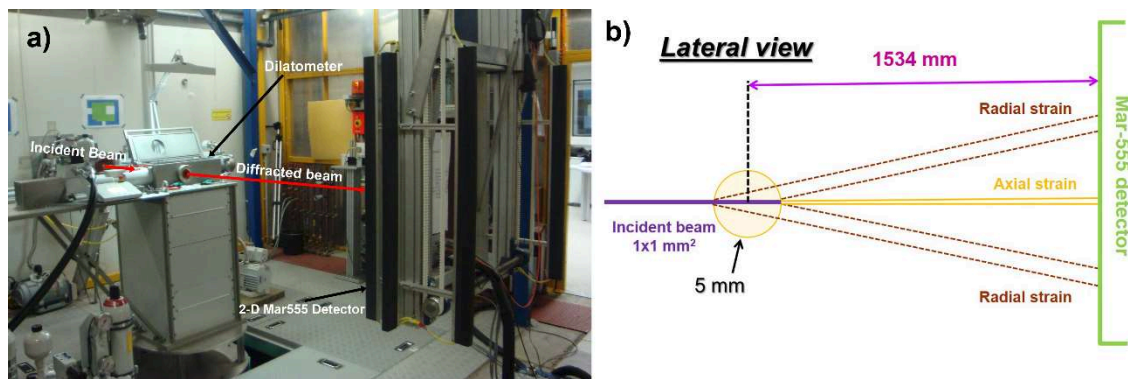 a)
Dilatometer
Incident Beam
Diffracted beam
2-D Mar555 Detector
b)
Lateral view
1534 mm
Radial strain
Axial strain
Incident beam
1x1 mm²
5 mm
Radial strain
Mar-555 detector